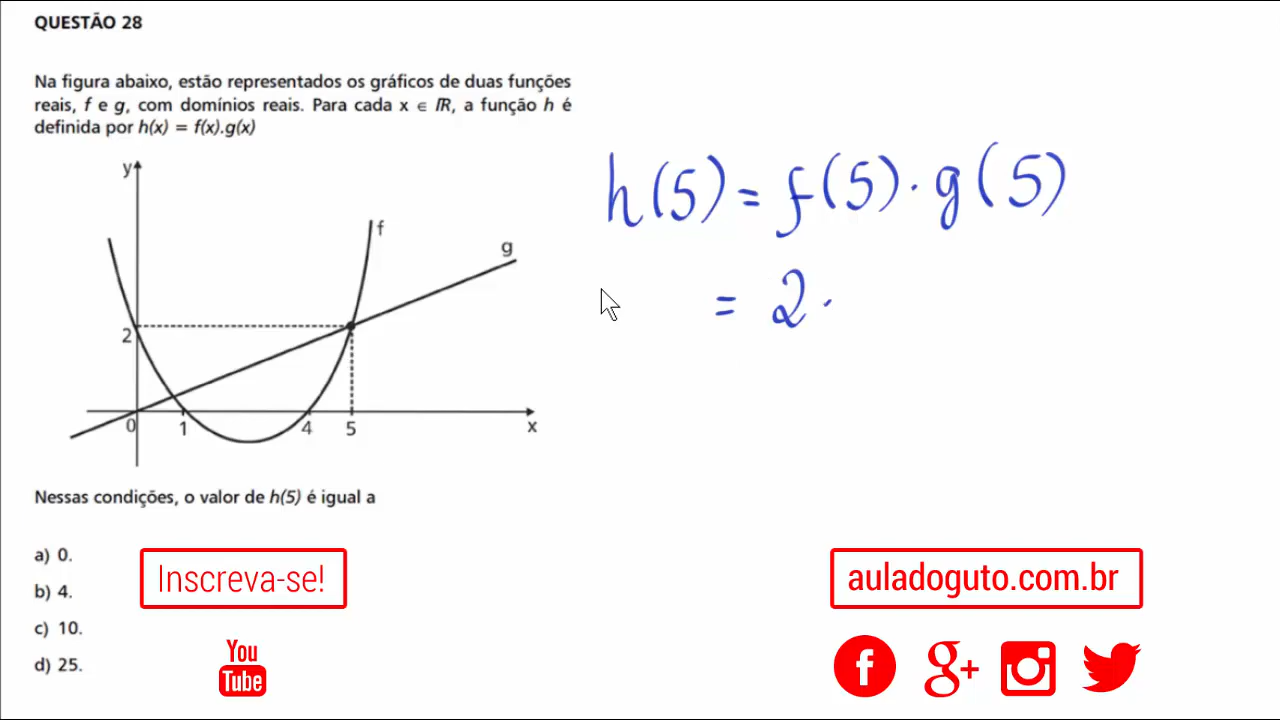 QUESTÃO 28
Na figura abaixo, estão representados os gráficos de duas funções
reais, f e g, com domínios reais. Para cada x ∈ IR, a função h é
definida por h(x) = f(x).g(x)
y
f
g
2
0
1
4
5
x
h(5) = f(5) · g(5)
= 2 ·
Nessas condições, o valor de h(5) é igual a
a) 0.
b) 4.
c) 10.
d) 25.
Inscreva-se!
You
Tube
auladoguto.com.br
f
g+